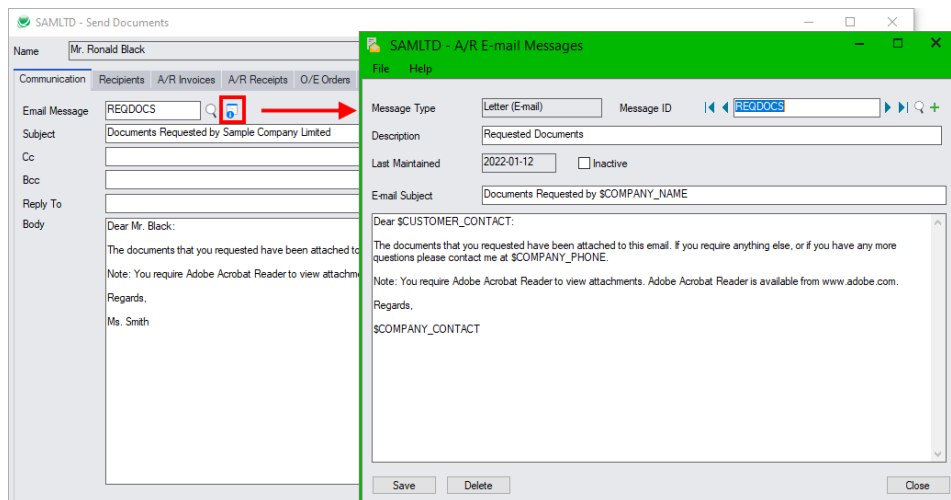 SAMLTD - Send Documents
Name Mr. Ronald Black
Communication Recipients A/R Invoices A/R Receipts O/E Orders
Email Message REQDOCS
Subject Documents Requested by Sample Company Limited
Cc
Bcc
Reply To
Body Dear Mr. Black:
The documents that you requested have been attached to
Note: You require Adobe Acrobat Reader to view attachme
Regards,
Ms. Smith
SAMLTD - A/R E-mail Messages
File Help
Message Type Letter (E-mail) Message ID REQDOCS
Description Requested Documents
Last Maintained 2022-01-12 Inactive
E-mail Subject Documents Requested by $COMPANY_NAME
Dear $CUSTOMER_CONTACT:
The documents that you requested have been attached to this email. If you require anything else, or if you have any more
questions please contact me at $COMPANY_PHONE.
Note: You require Adobe Acrobat Reader to view attachments. Adobe Acrobat Reader is available from www.adobe.com.
Regards,
$COMPANY_CONTACT
Save Delete Close